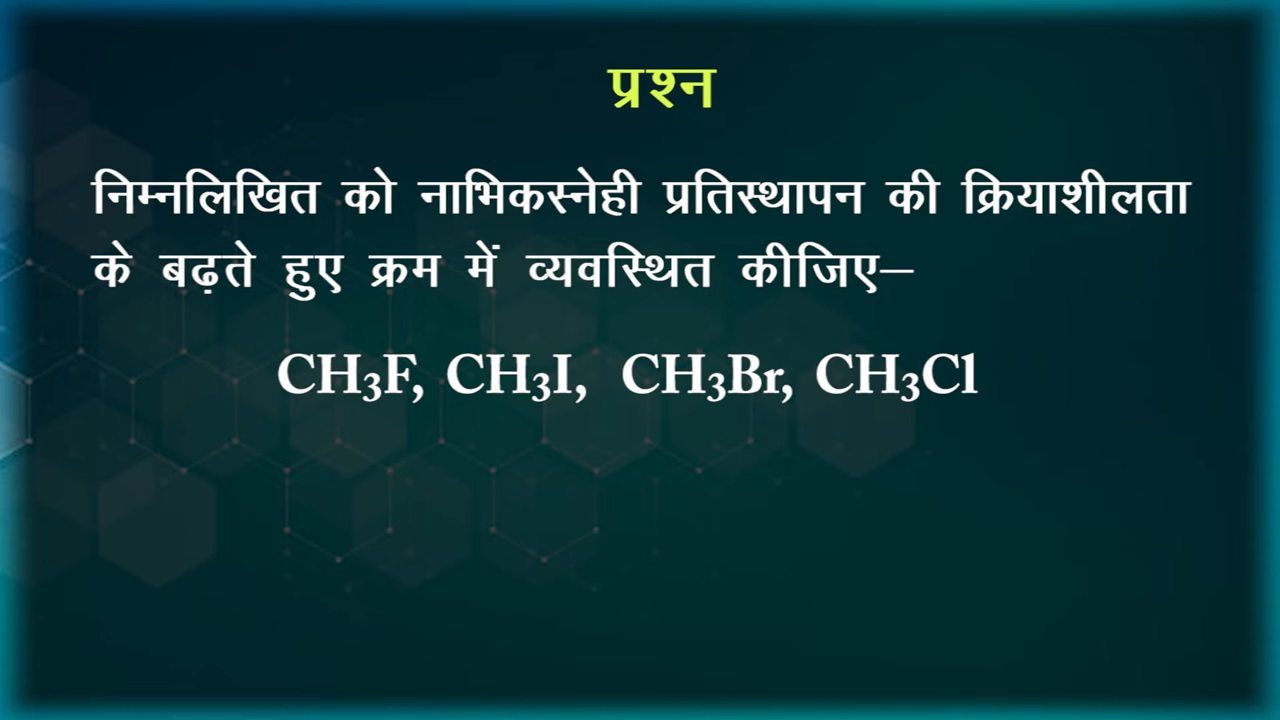 प्रश्न
निम्नलिखित को नाभिकस्नेही प्रतिस्थापन की क्रियाशीलता
के बढ़ते हुए क्रम में व्यवस्थित कीजिए–
CH₃F, CH₃I, CH₃Br, CH₃Cl